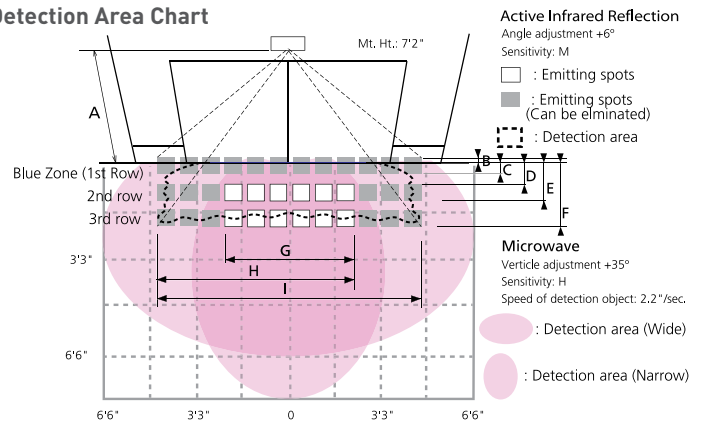 Detection Area Chart
Mt. Ht.: 7'2"
A
Blue Zone (1st Row)
2nd row
3rd row
3'3"
6'6"
6'6"
3'3"
0
3'3"
6'6"
G
H
I
B
C
D
E
F
Active Infrared Reflection
Angle adjustment +6º
Sensitivity: M
: Emitting spots
: Emitting spots
(Can be elminated)
: Detection area
Microwave
Verticle adjustment +35º
Sensitivity: H
Speed of detection object: 2.2"/sec.
: Detection area (Wide)
: Detection area (Narrow)